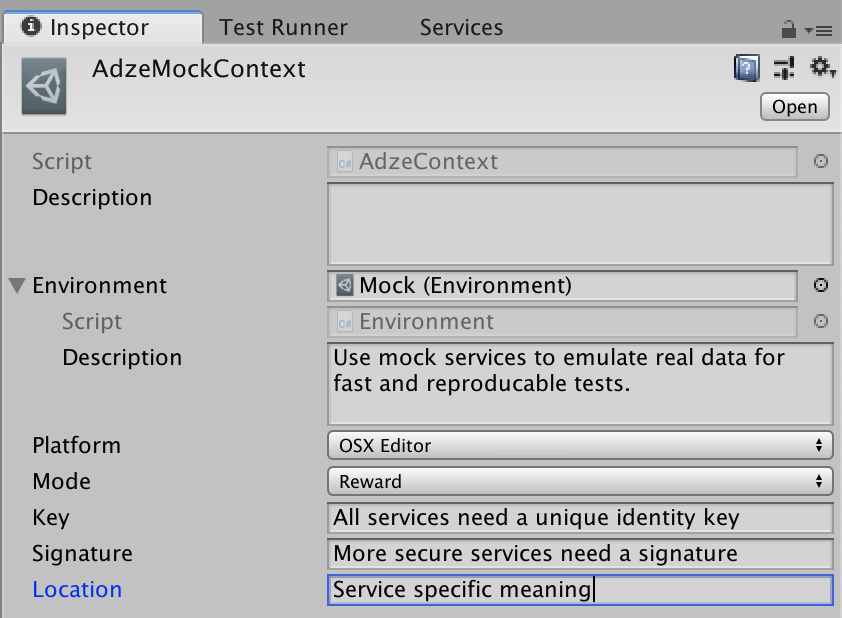 Inspector Test Runner Services
AdzeMockContext
Open
Script C# AdzeContext
Description
Environment Mock (Environment)
Script C# Environment
Description Use mock services to emulate real data for
fast and reproducable tests.
Platform OSX Editor
Mode Reward
Key All services need a unique identity key
Signature More secure services need a signature
Location Service specific meaning